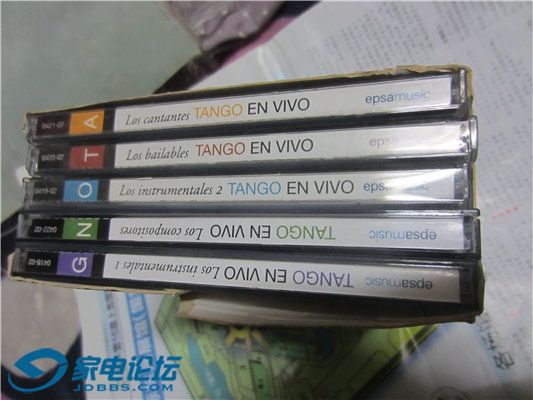 0421-02 A Los cantantes TANGO EN VIVO epsamusic
0420-02 T Los bailables TANGO EN VIVO epsamusic
0419-02 O Los instrumentales 2 TANGO EN VIVO epsamusic
0422-02 N Los compositores TANGO EN VIVO epsamusic
0418-02 G Los instrumentales 1 TANGO EN VIVO epsamusic
家电论坛
JDBBS.COM